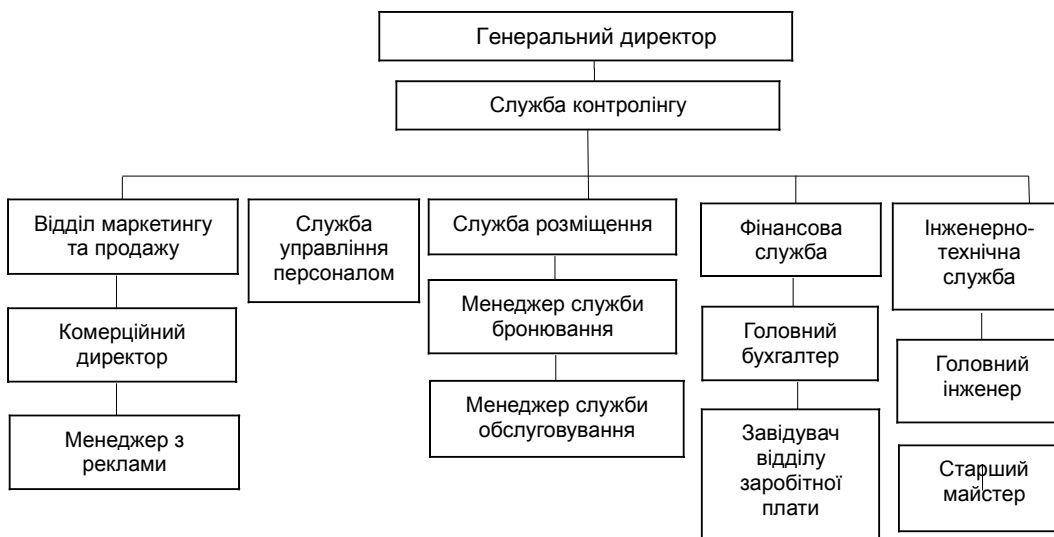 Генеральний директор
Служба контролінгу
Відділ маркетингу
та продажу
Служба
управління
персоналом
Служба розміщення
Фінансова
служба
Інженерно-
технічна
служба
Комерційний
директор
Менеджер служби
бронювання
Головний
бухгалтер
Головний
інженер
Менеджер з
реклами
Менеджер служби
обслуговування
Завідувач
відділу
заробітної
плати
Старший
майстер